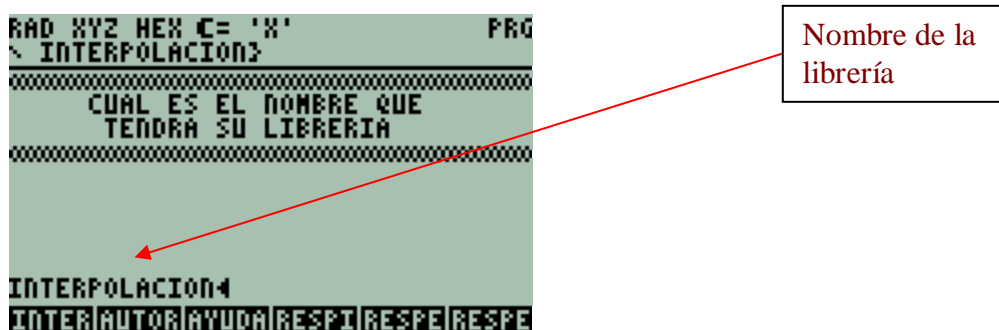 RAD XYZ HEX C= 'X' PRG
INTERPOLACION}
CUAL ES EL NOMBRE QUE
TENDRA SU LIBRERIA
INTERPOLACION
INTER AUTOR AYUDA RESPI RESPE RESPE
Nombre de la
librería